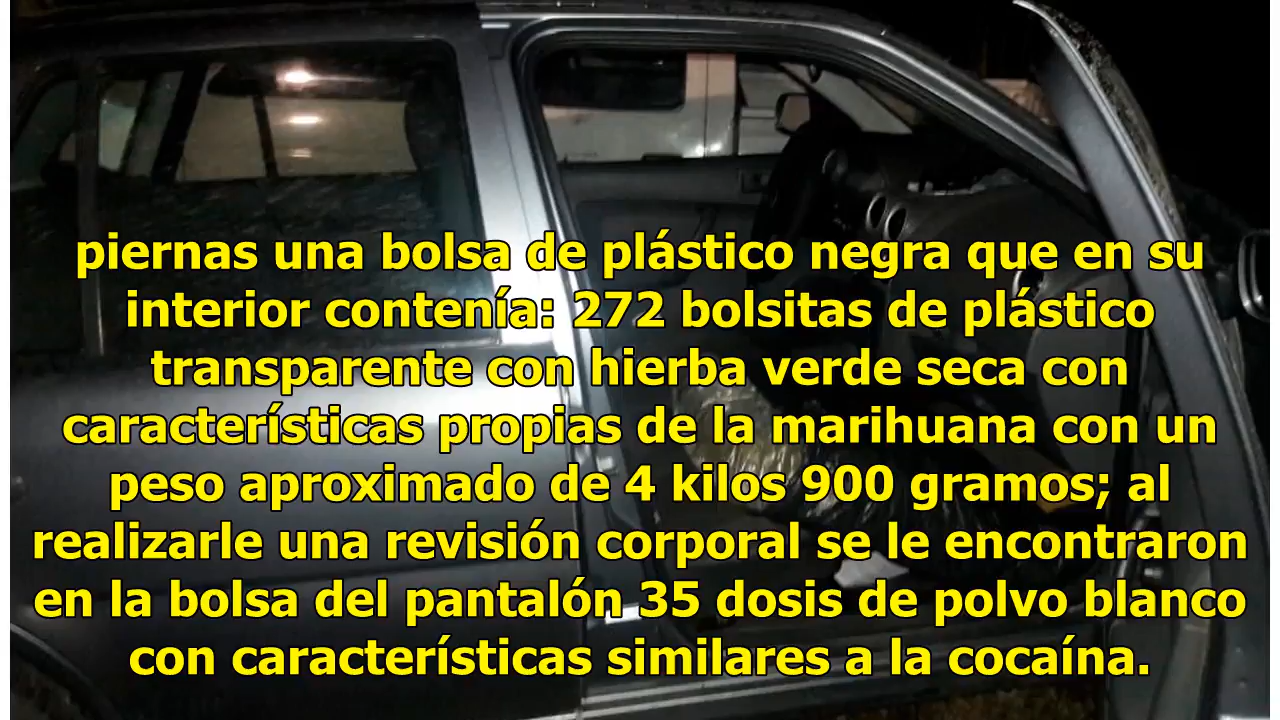 piernas una bolsa de plástico negra que en su
interior contenía: 272 bolsitas de plástico
transparente con hierba verde seca con
características propias de la marihuana con un
peso aproximado de 4 kilos 900 gramos; al
realizarle una revisión corporal se le encontraron
en la bolsa del pantalón 35 dosis de polvo blanco
con características similares a la cocaína.